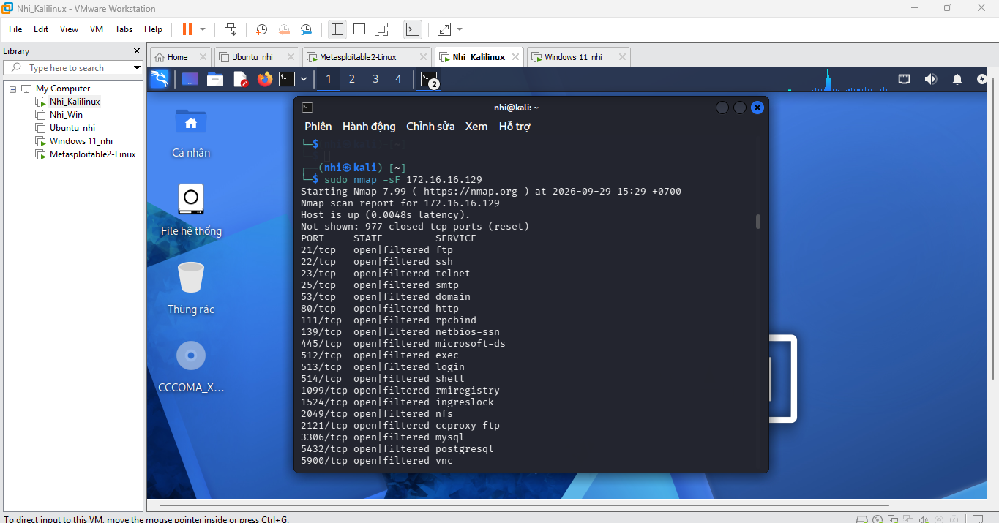 Nhi_Kalilinux - VMware Workstation
File Edit View VM Tabs Help
Library
Type here to search
My Computer
Nhi_Kalilinux
Nhi_Win
Ubuntu_nhi
Windows 11_nhi
Metasploitable2-Linux
Home Ubuntu_nhi Metasploitable2-Linux Nhi_Kalilinux Windows 11_nhi
1 2 3 4 2
Cá nhân
File hệ thống
Thùng rác
CCCOMA_X...
nhi@kali: ~
Phiên Hành động Chỉnh sửa Xem Hỗ trợ
└─$
┌──(nhi㉿kali)-[~]
└─$ sudo nmap -sF 172.16.16.129
Starting Nmap 7.99 ( https://nmap.org ) at 2026-09-29 15:29 +0700
Nmap scan report for 172.16.16.129
Host is up (0.0048s latency).
Not shown: 977 closed tcp ports (reset)
PORT STATE SERVICE
21/tcp open|filtered ftp
22/tcp open|filtered ssh
23/tcp open|filtered telnet
25/tcp open|filtered smtp
53/tcp open|filtered domain
80/tcp open|filtered http
111/tcp open|filtered rpcbind
139/tcp open|filtered netbios-ssn
445/tcp open|filtered microsoft-ds
512/tcp open|filtered exec
513/tcp open|filtered login
514/tcp open|filtered shell
1099/tcp open|filtered rmiregistry
1524/tcp open|filtered ingreslock
2049/tcp open|filtered nfs
2121/tcp open|filtered ccproxy-ftp
3306/tcp open|filtered mysql
5432/tcp open|filtered postgresql
5900/tcp open|filtered vnc
To direct input to this VM, move the mouse pointer inside or press Ctrl+G.